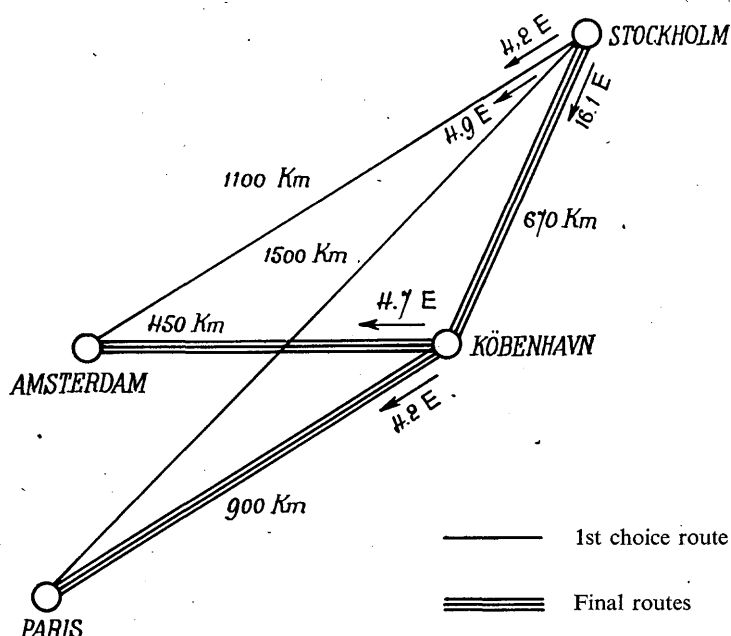 4,2 E
STOCKHOLM
4.9 E
16.1 E
1100 Km
670 Km
1500 Km
4.7 E
450 Km
KÖBENHAVN
AMSTERDAM
4.2 E
900 Km
1st choice route
Final routes
PARIS